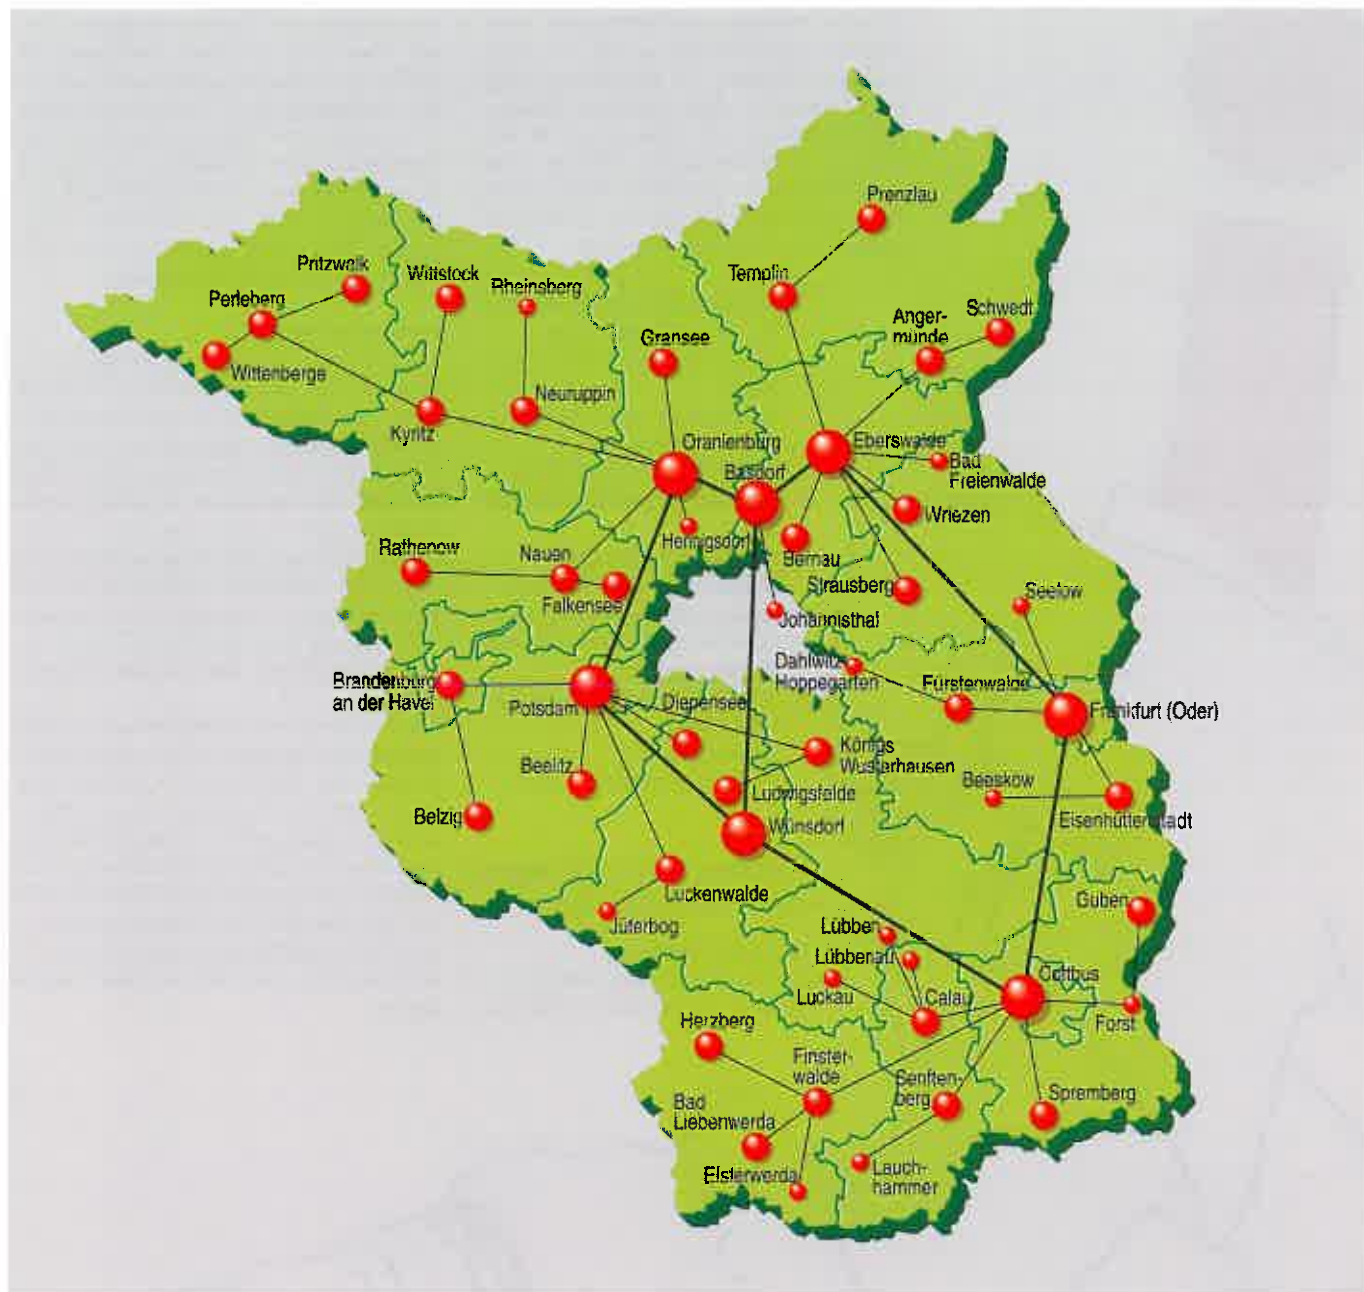 Prenzlau
Pritzwalk
Wittstock
Templin
Rheinsberg
Perleberg
Schwedt
Anger-
münde
Gransee
Wittenberge
Neuruppin
Kyritz
Oranienburg
Eberswalde
Basdorf
Bad
Freienwalde
Wriezen
Hennigsdorf
Rathenow
Nauen
Bernau
Strausberg
Falkensee
Seelow
Johannisthal
Dahlwitz
Hoppegarten
Fürstenwalde
Brandenburg
an der Havel
Potsdam
Diepensee
Frankfurt (Oder)
Königs
Wusterhausen
Beelitz
Beeskow
Ludwigsfelde
Belzig
Wünsdorf
Eisenhüttenstadt
Luckenwalde
Guben
Jüterbog
Lübben
Lübbenau
Cottbus
Luckau
Calau
Forst
Herzberg
Finster-
walde
Senften-
berg
Spremberg
Bad
Liebenwerda
Elsterwerda
Lauch-
hammer